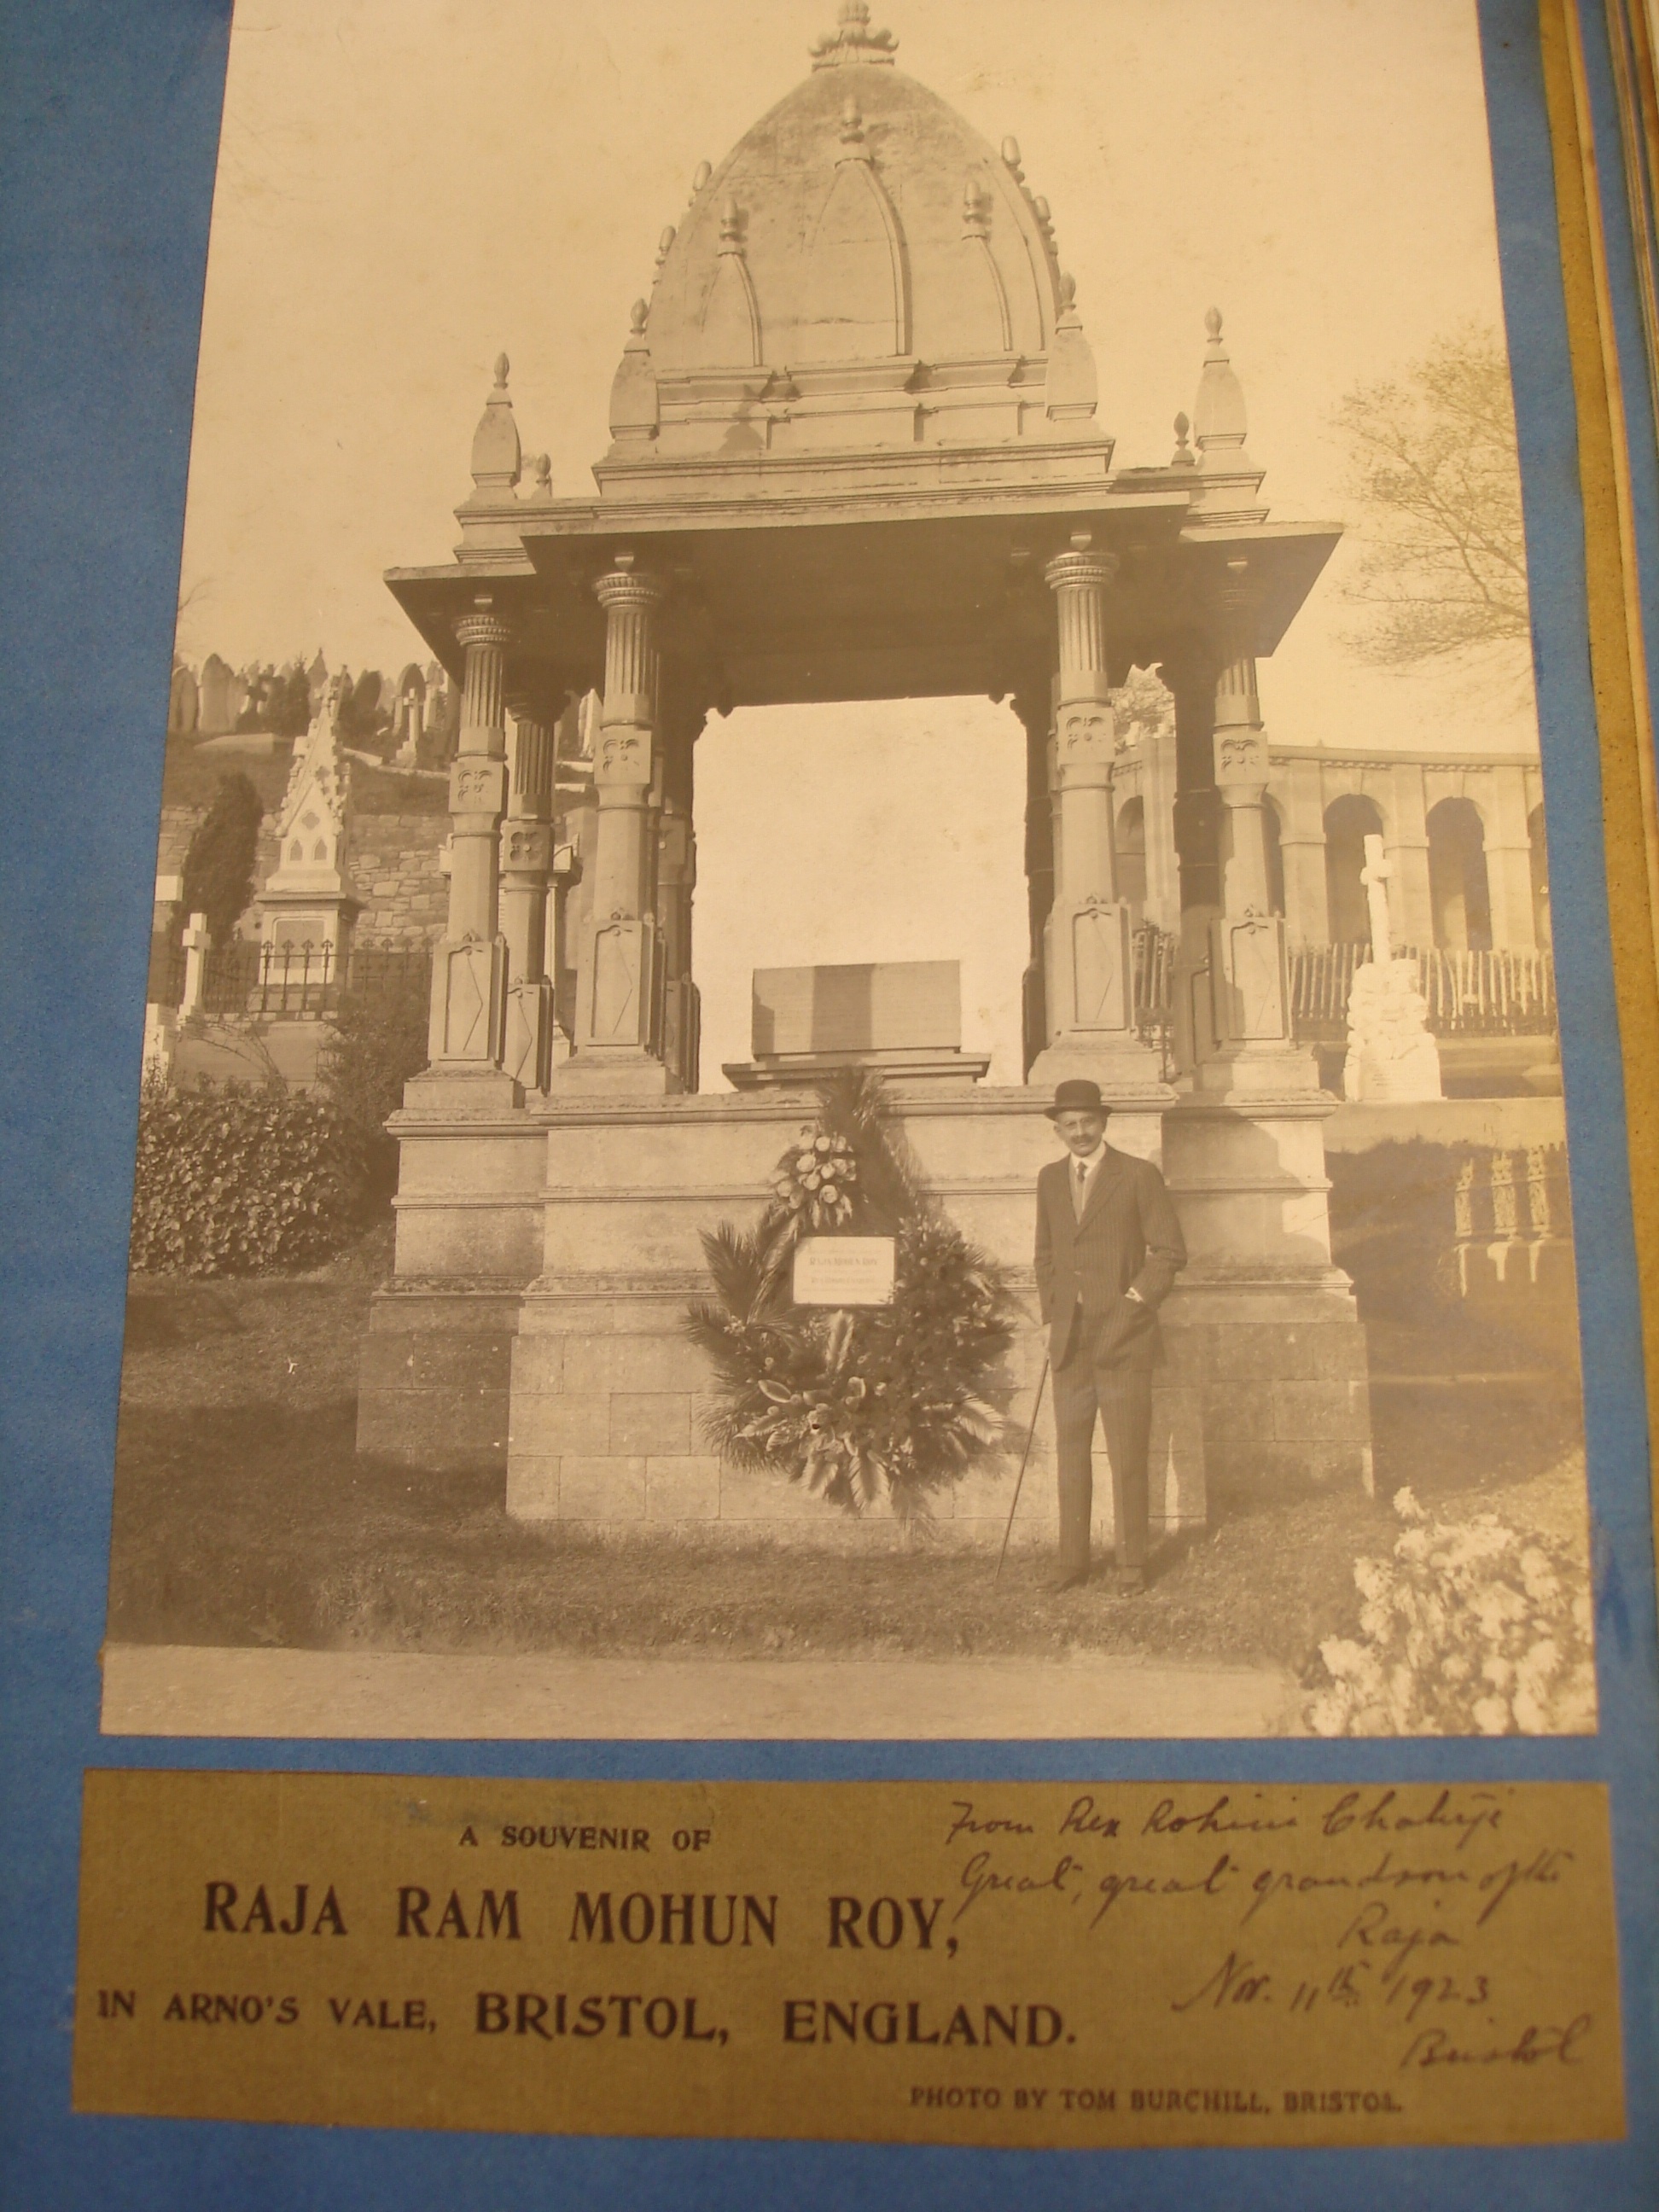 A SOUVENIR OF
RAJA RAM MOHUN ROY,
IN ARNO'S VALE, BRISTOL, ENGLAND.
PHOTO BY TOM BURCHILL, BRISTOL.
From Rex Rohini Chatterji
Great, great grandson of the
Raja
Nov. 11th 1923
Bristol